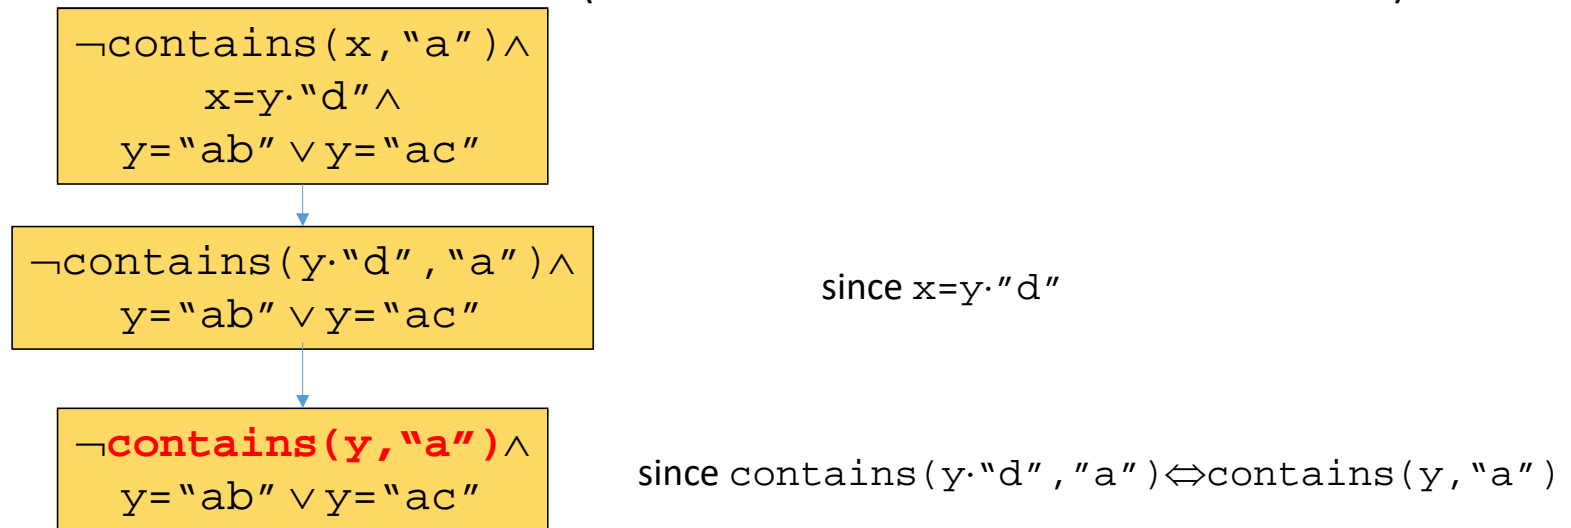 ¬contains(x,“a”)∧
x=y·“d”∧
y=“ab”∨y=“ac”
¬contains(y·“d”,“a”)∧
y=“ab”∨y=“ac”
since x=y·”d”
¬contains(y,“a”)∧
y=“ab”∨y=“ac”
since contains(y·“d”,”a”)⇔contains(y,“a”)